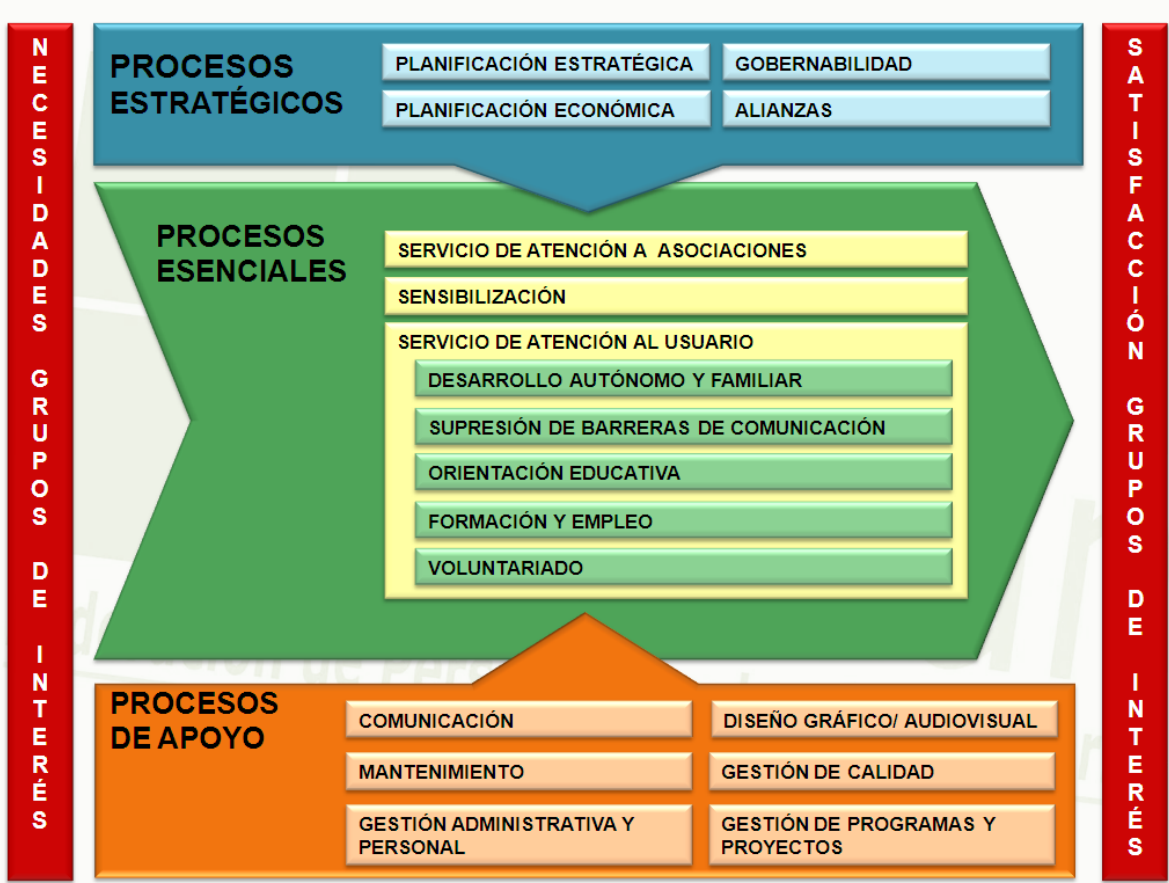 NECESIDADES GRUPOS DE INTERÉS
PROCESOS
ESTRATÉGICOS
PLANIFICACIÓN ESTRATÉGICA
GOBERNABILIDAD
PLANIFICACIÓN ECONÓMICA
ALIANZAS
PROCESOS
ESENCIALES
SERVICIO DE ATENCIÓN A ASOCIACIONES
SENSIBILIZACIÓN
SERVICIO DE ATENCIÓN AL USUARIO
DESARROLLO AUTÓNOMO Y FAMILIAR
SUPRESIÓN DE BARRERAS DE COMUNICACIÓN
ORIENTACIÓN EDUCATIVA
FORMACIÓN Y EMPLEO
VOLUNTARIADO
PROCESOS
DE APOYO
COMUNICACIÓN
DISEÑO GRÁFICO/ AUDIOVISUAL
MANTENIMIENTO
GESTIÓN DE CALIDAD
GESTIÓN ADMINISTRATIVA Y
PERSONAL
GESTIÓN DE PROGRAMAS Y
PROYECTOS
SATISFACCIÓN GRUPOS DE INTERÉS